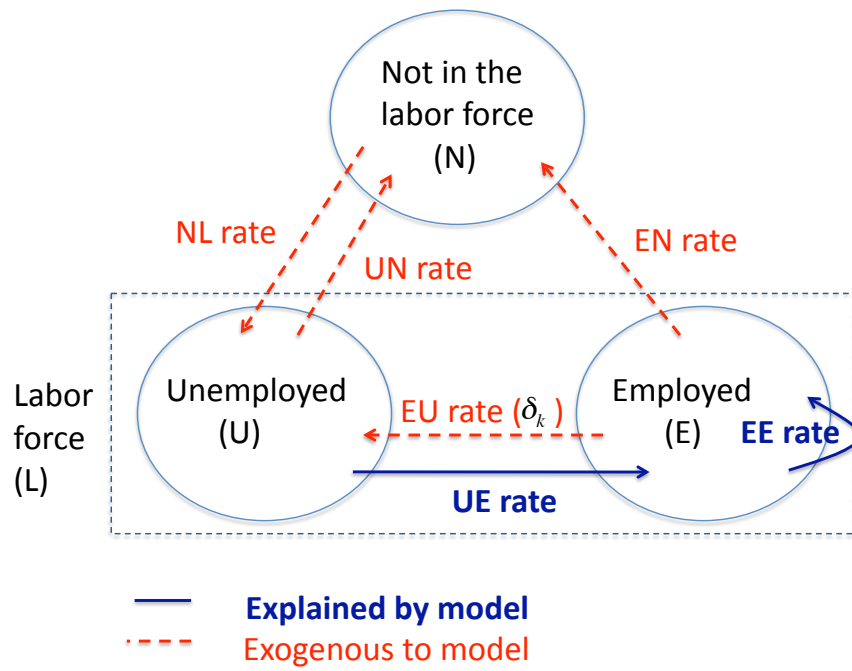 Not in the
labor force
(N)
NL rate
UN rate
EN rate
Labor
force
(L)
Unemployed
(U)
EU rate (δₖ)
Employed
(E)
EE rate
UE rate
Explained by model
Exogenous to model